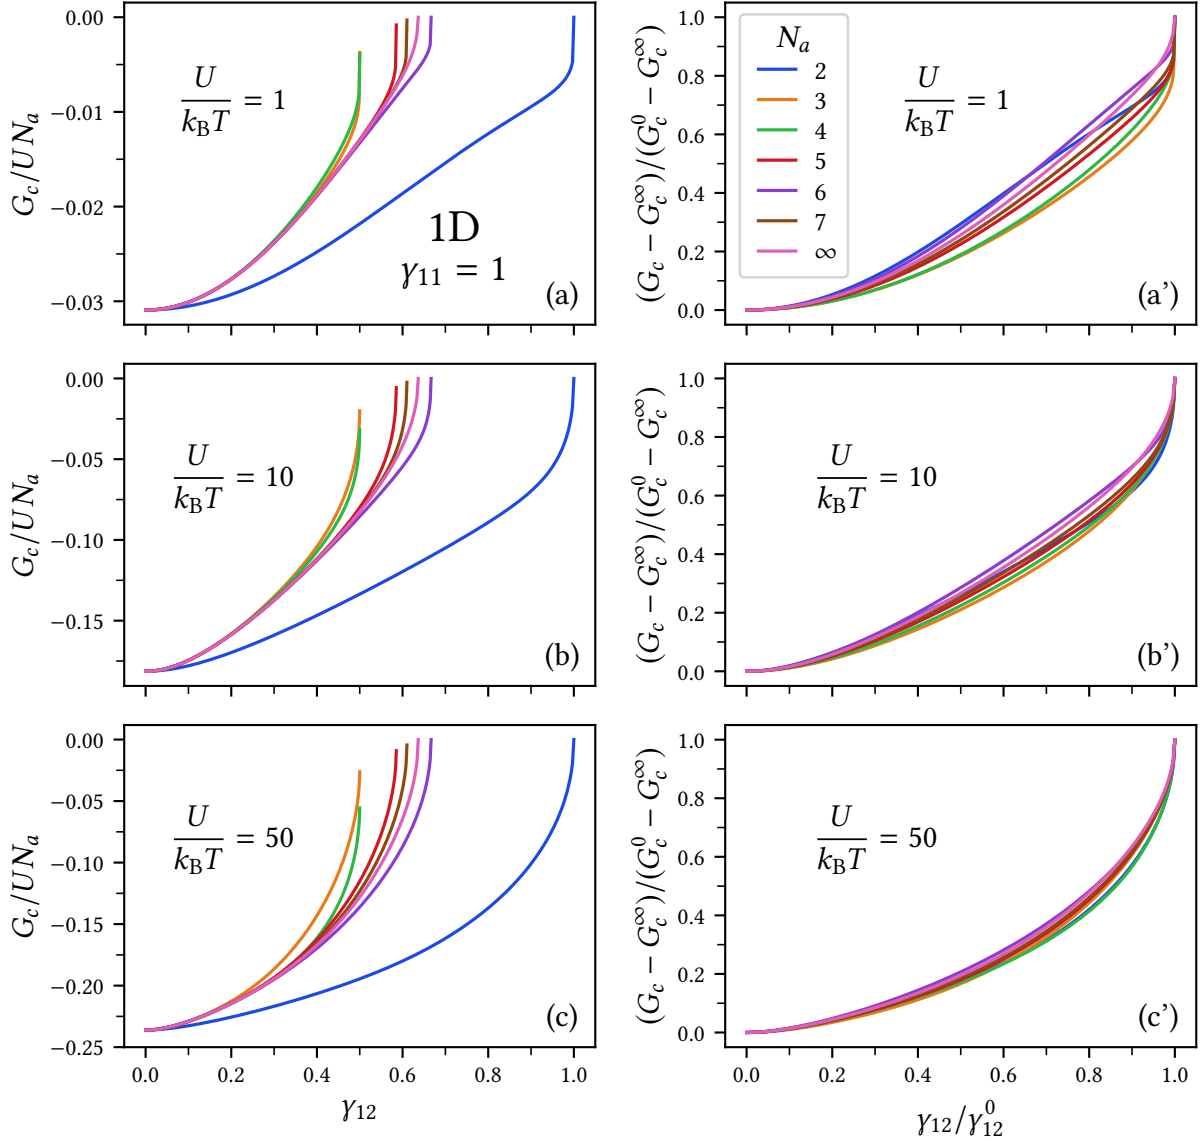 G_c/UN_a
0.00
−0.01
−0.02
−0.03
U/k_BT = 1
1D
γ_11 = 1
(a)
(G_c − G_c^∞)/(G_c^0 − G_c^∞)
1.0
0.8
0.6
0.4
0.2
0.0
N_a
2
3
4
5
6
7
∞
U/k_BT = 1
(a’)
G_c/UN_a
0.00
−0.05
−0.10
−0.15
U/k_BT = 10
(b)
(G_c − G_c^∞)/(G_c^0 − G_c^∞)
1.0
0.8
0.6
0.4
0.2
0.0
U/k_BT = 10
(b’)
G_c/UN_a
0.00
−0.05
−0.10
−0.15
−0.20
−0.25
U/k_BT = 50
(c)
0.0 0.2 0.4 0.6 0.8 1.0
γ_12
(G_c − G_c^∞)/(G_c^0 − G_c^∞)
1.0
0.8
0.6
0.4
0.2
0.0
U/k_BT = 50
(c’)
0.0 0.2 0.4 0.6 0.8 1.0
γ_12/γ_12^0